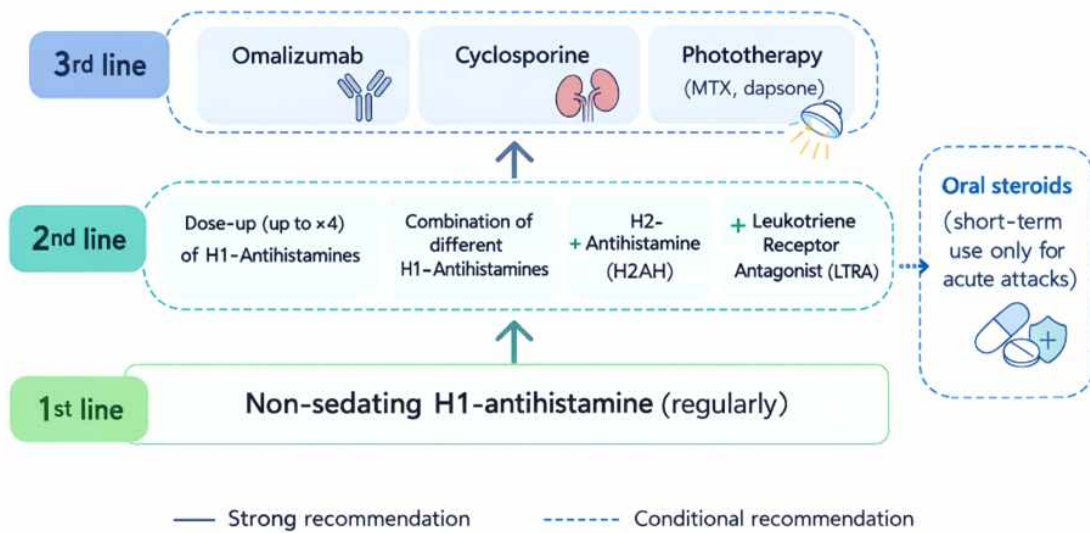 3rd line
Omalizumab
Cyclosporine
Phototherapy
(MTX, dapsone)
2nd line
Dose-up (up to ×4)
of H1-Antihistamines
Combination of
different
H1-Antihistamines
H2-
+ Antihistamine
(H2AH)
+ Leukotriene
Receptor
Antagonist (LTRA)
Oral steroids
(short-term
use only for
acute attacks)
1st line
Non-sedating H1-antihistamine (regularly)
Strong recommendation
Conditional recommendation